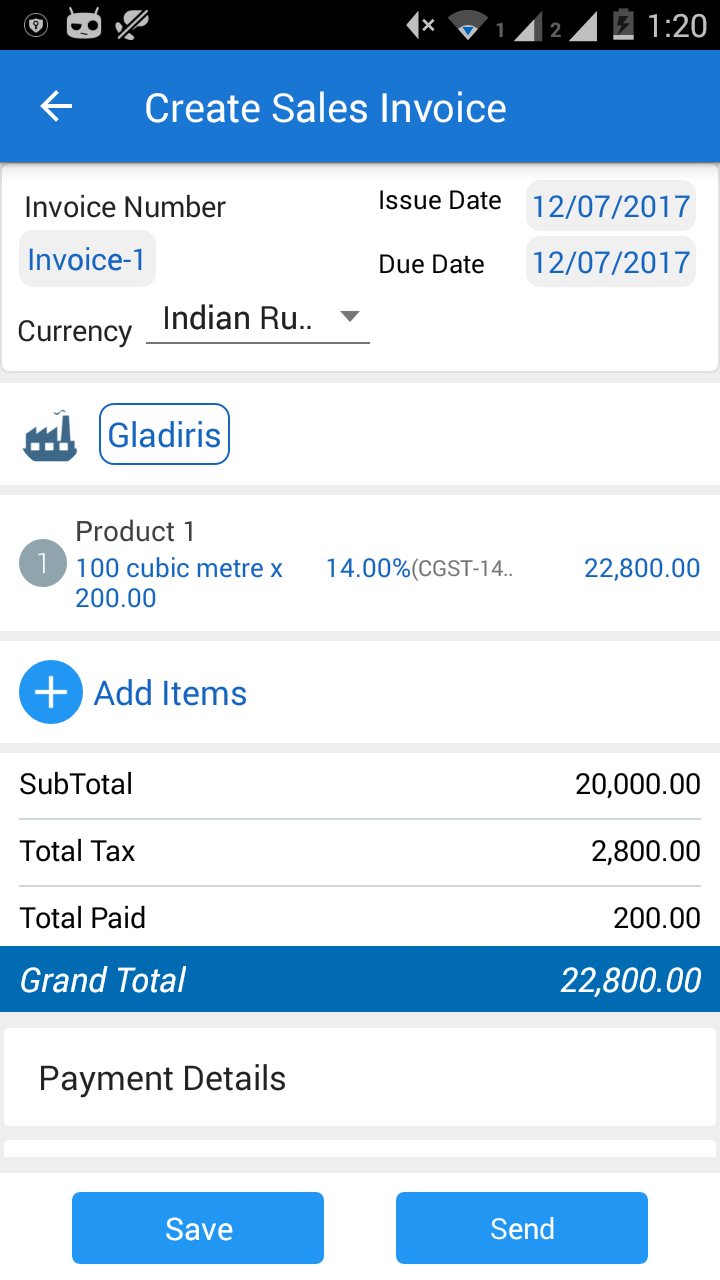 1 2 1:20
Create Sales Invoice
Invoice Number
Issue Date 12/07/2017
Invoice-1
Due Date 12/07/2017
Currency Indian Ru..
Gladiris
Product 1
1 100 cubic metre x 14.00%(CGST-14.. 22,800.00
200.00
Add Items
SubTotal 20,000.00
Total Tax 2,800.00
Total Paid 200.00
Grand Total 22,800.00
Payment Details
Save Send